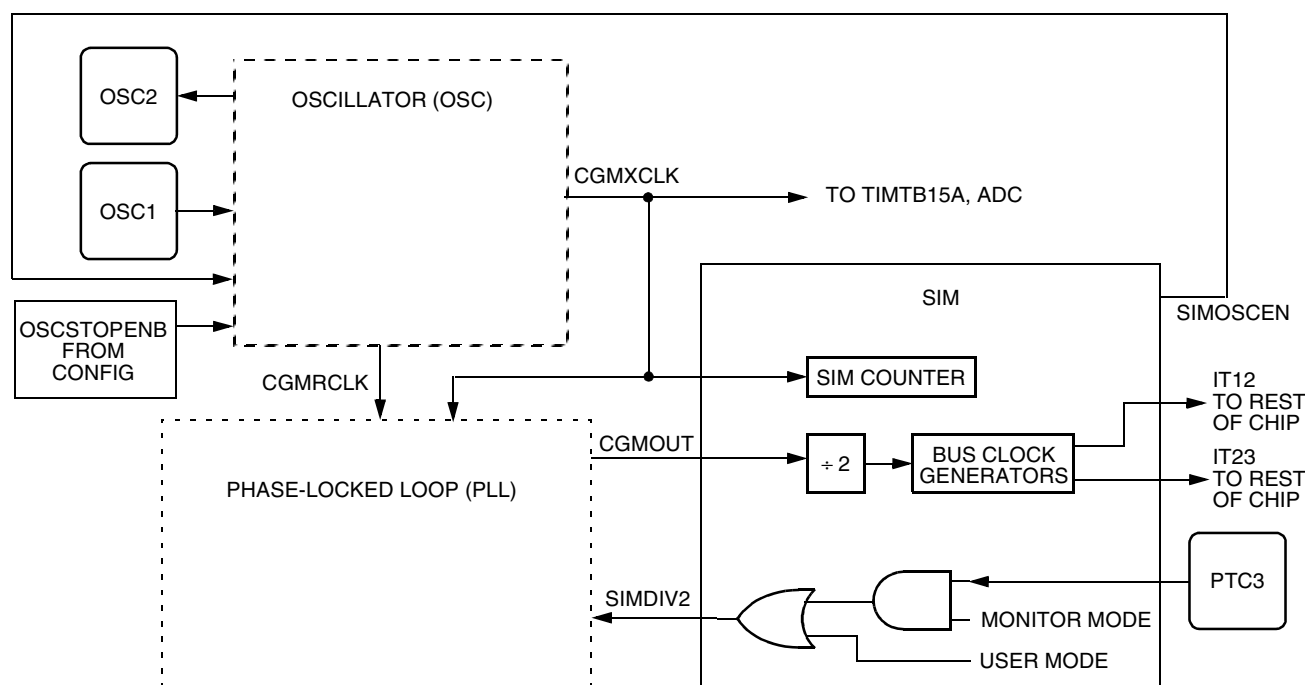 OSC2
OSCILLATOR (OSC)
CGMXCLK
OSC1
TO TIMTB15A, ADC
SIM
OSCSTOPENB
FROM
CONFIG
SIMOSCEN
CGMRCLK
SIM COUNTER
IT12
TO REST
OF CHIP
CGMOUT
÷ 2
BUS CLOCK
GENERATORS
IT23
TO REST
OF CHIP
PHASE-LOCKED LOOP (PLL)
PTC3
SIMDIV2
MONITOR MODE
USER MODE